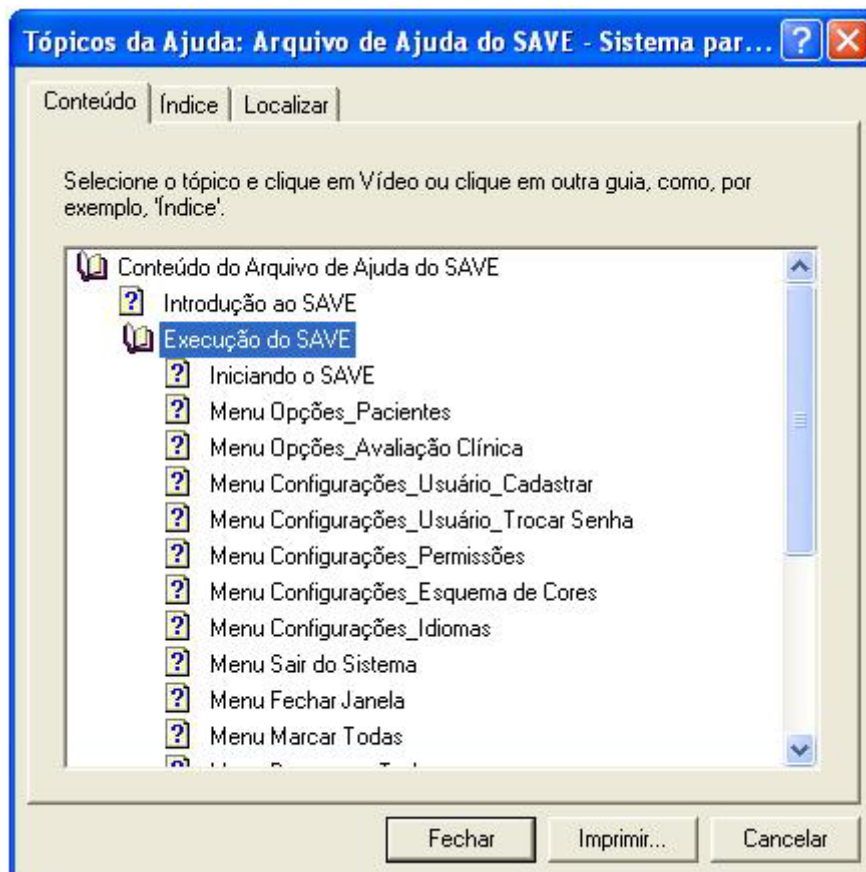 Tópicos da Ajuda: Arquivo de Ajuda do SAVE - Sistema par...
Conteúdo Índice Localizar
Selecione o tópico e clique em Vídeo ou clique em outra guia, como, por
exemplo, 'Índice'.
Conteúdo do Arquivo de Ajuda do SAVE
Introdução ao SAVE
Execução do SAVE
Iniciando o SAVE
Menu Opções_Pacientes
Menu Opções_Avaliação Clínica
Menu Configurações_Usuário_Cadastrar
Menu Configurações_Usuário_Trocar Senha
Menu Configurações_Permissões
Menu Configurações_Esquema de Cores
Menu Configurações_Idiomas
Menu Sair do Sistema
Menu Fechar Janela
Menu Marcar Todas
Fechar Imprimir... Cancelar